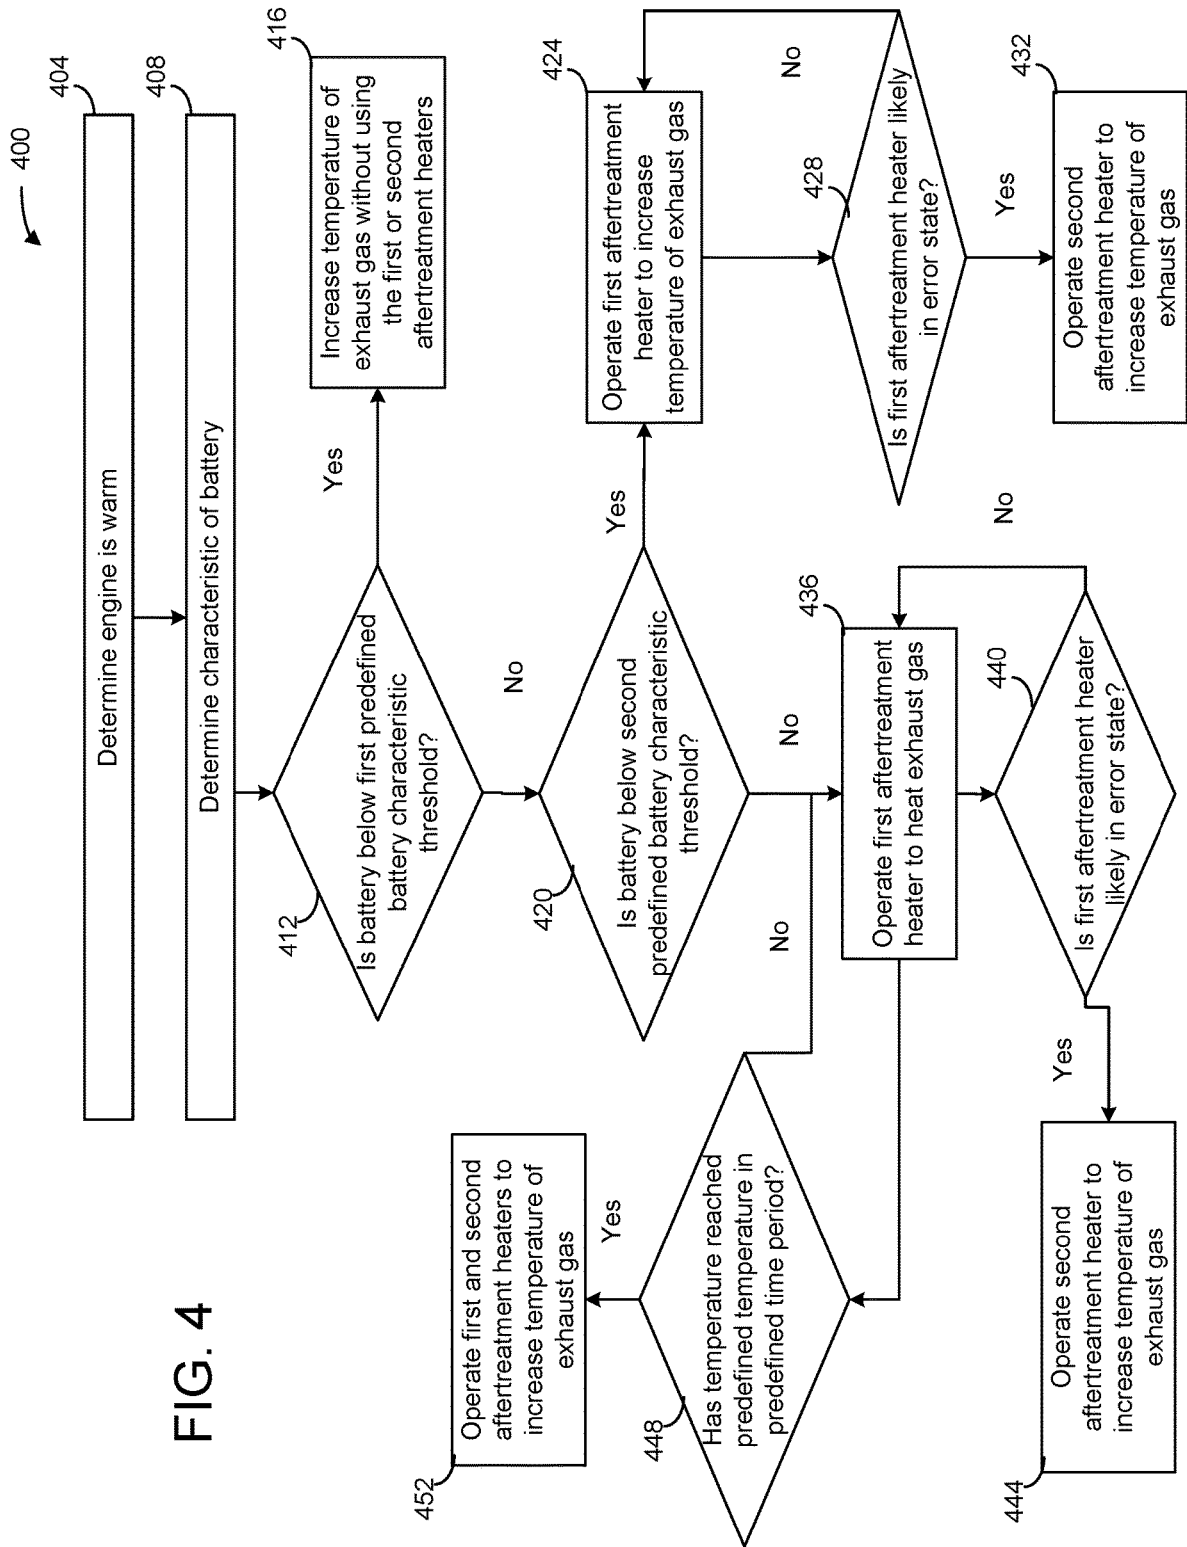 FIG. 4
400
404
Determine engine is warm
408
Determine characteristic of battery
412
Is battery below first predefined
battery characteristic
threshold?
Yes
416
Increase temperature of
exhaust gas without using
the first or second
aftertreatment heaters
No
420
Is battery below second
predefined battery characteristic
threshold?
Yes
424
Operate first aftertreatment
heater to increase
temperature of exhaust gas
428
Is first aftertreatment heater likely
in error state?
No
Yes
432
Operate second
aftertreatment heater to
increase temperature of
exhaust gas
No
436
Operate first aftertreatment
heater to heat exhaust gas
440
Is first aftertreatment heater
likely in error state?
No
Yes
444
Operate second
aftertreatment heater to
increase temperature of
exhaust gas
448
Has temperature reached
predefined temperature in
predefined time period?
No
Yes
452
Operate first and second
aftertreatment heaters to
increase temperature of
exhaust gas